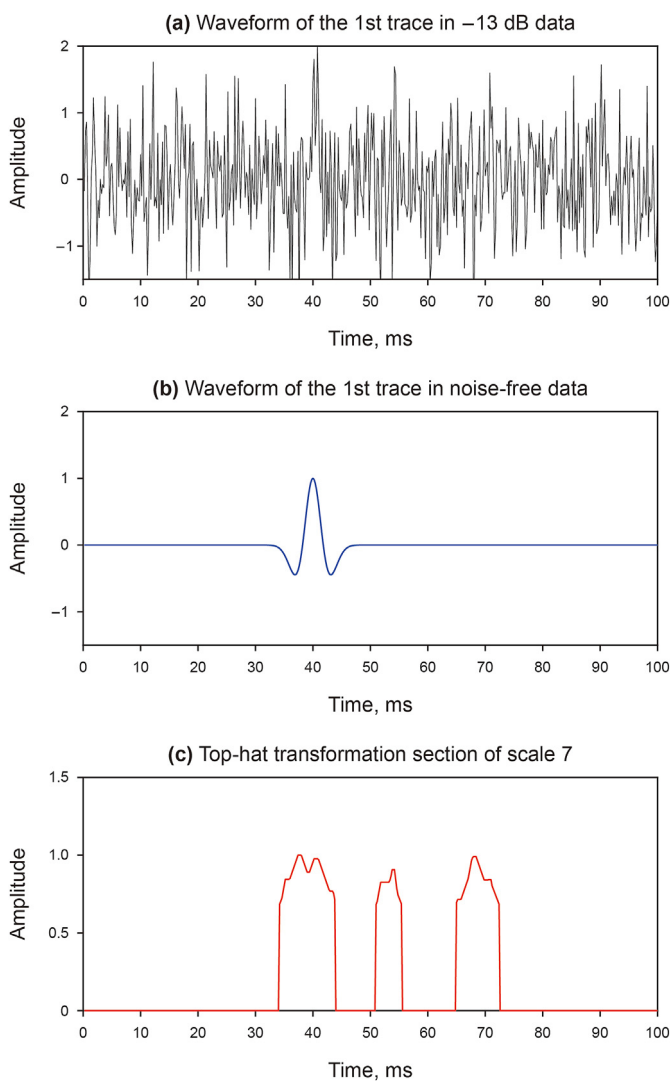 (a) Waveform of the 1st trace in –13 dB data
2
1
0
–1
Amplitude
0 10 20 30 40 50 60 70 80 90 100
Time, ms
(b) Waveform of the 1st trace in noise-free data
2
1
0
–1
Amplitude
0 10 20 30 40 50 60 70 80 90 100
Time, ms
(c) Top-hat transformation section of scale 7
1.5
1.0
0.5
0
Amplitude
0 10 20 30 40 50 60 70 80 90 100
Time, ms